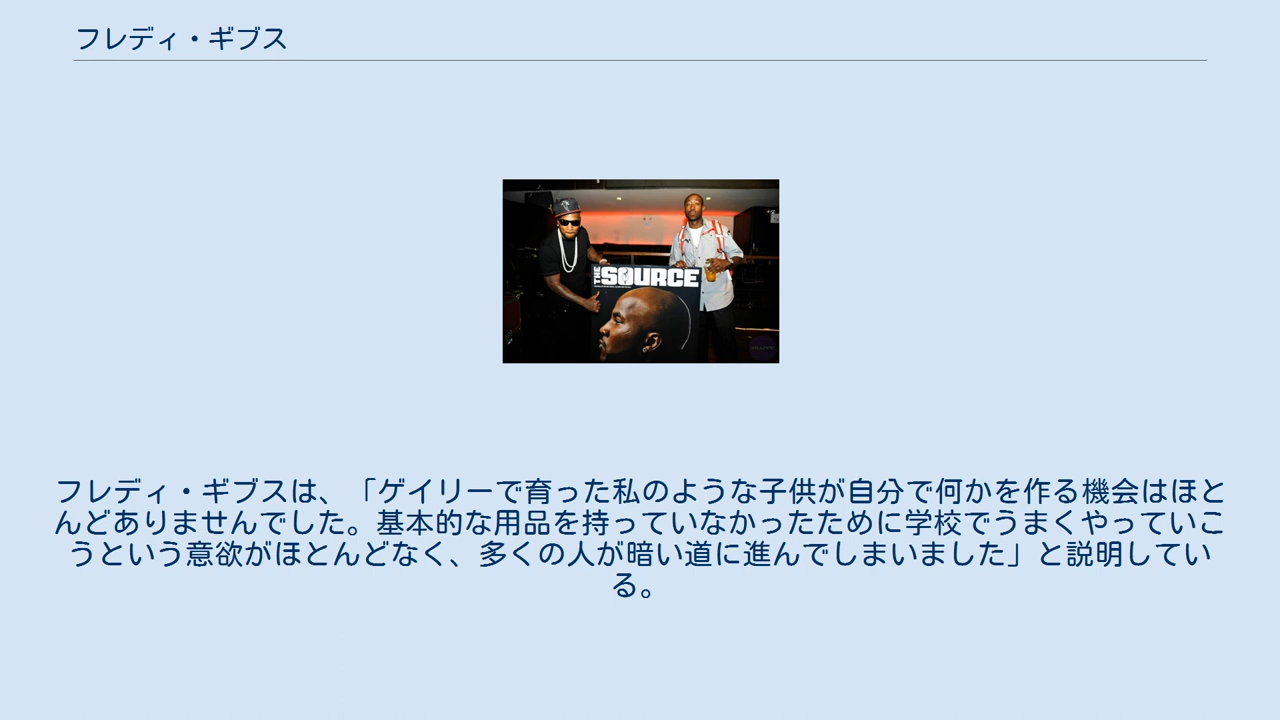 フレディ・ギブス
THE SOURCE
フレディ・ギブスは、「ゲイリーで育った私のような子供が自分で何かを作る機会はほと
んどありませんでした。基本的な用品を持っていなかったために学校でうまくやっていこ
うという意欲がほとんどなく、多くの人が暗い道に進んでしまいました」と説明してい
る。